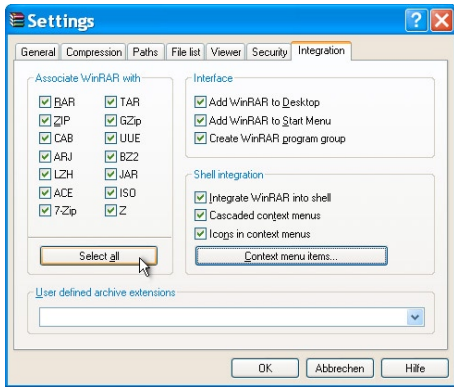 Settings
General Compression Paths File list Viewer Security Integration
Associate WinRAR with
RAR TAR
ZIP GZip
CAB UUE
ARJ BZ2
LZH JAR
ACE ISO
7-Zip Z
Select all
Interface
Add WinRAR to Desktop
Add WinRAR to Start Menu
Create WinRAR program group
Shell integration
Integrate WinRAR into shell
Cascaded context menus
Icons in context menus
Context menu items...
User defined archive extensions
OK Abbrechen Hilfe